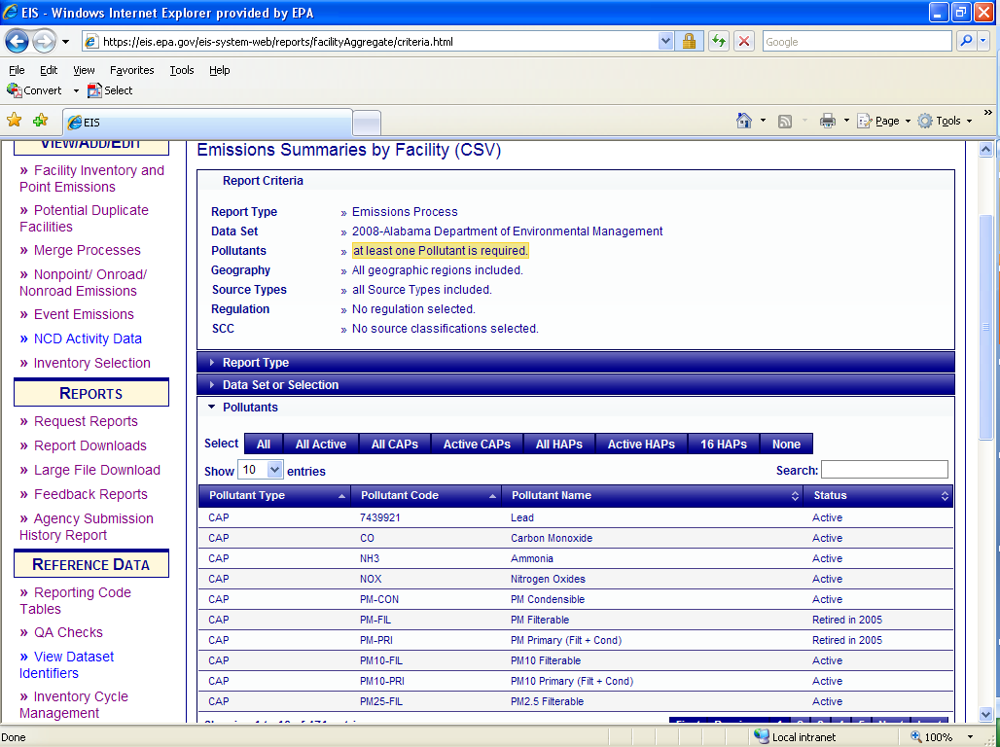 EIS - Windows Internet Explorer provided by EPA
https://eis.epa.gov/eis-system-web/reports/facilityAggregate/criteria.html
Google
File Edit View Favorites Tools Help
Convert Select
EIS
Page Tools »
VIEW/ADD/EDIT
» Facility Inventory and
Point Emissions
» Potential Duplicate
Facilities
» Merge Processes
» Nonpoint/ Onroad/
Nonroad Emissions
» Event Emissions
» NCD Activity Data
» Inventory Selection
REPORTS
» Request Reports
» Report Downloads
» Large File Download
» Feedback Reports
» Agency Submission
History Report
REFERENCE DATA
» Reporting Code
Tables
» QA Checks
» View Dataset
Identifiers
» Inventory Cycle
Management
Emissions Summaries by Facility (CSV)
Report Criteria
Report Type » Emissions Process
Data Set » 2008-Alabama Department of Environmental Management
Pollutants » at least one Pollutant is required.
Geography » All geographic regions included.
Source Types » all Source Types included.
Regulation » No regulation selected.
SCC » No source classifications selected.
Report Type
Data Set or Selection
Pollutants
Select All All Active All CAPs Active CAPs All HAPs Active HAPs 16 HAPs None
Show 10 entries Search:
Pollutant Type Pollutant Code Pollutant Name Status
CAP 7439921 Lead Active
CAP CO Carbon Monoxide Active
CAP NH3 Ammonia Active
CAP NOX Nitrogen Oxides Active
CAP PM-CON PM Condensible Active
CAP PM-FIL PM Filterable Retired in 2005
CAP PM-PRI PM Primary (Filt + Cond) Retired in 2005
CAP PM10-FIL PM10 Filterable Active
CAP PM10-PRI PM10 Primary (Filt + Cond) Active
CAP PM25-FIL PM2.5 Filterable Active
Done Local intranet 100%